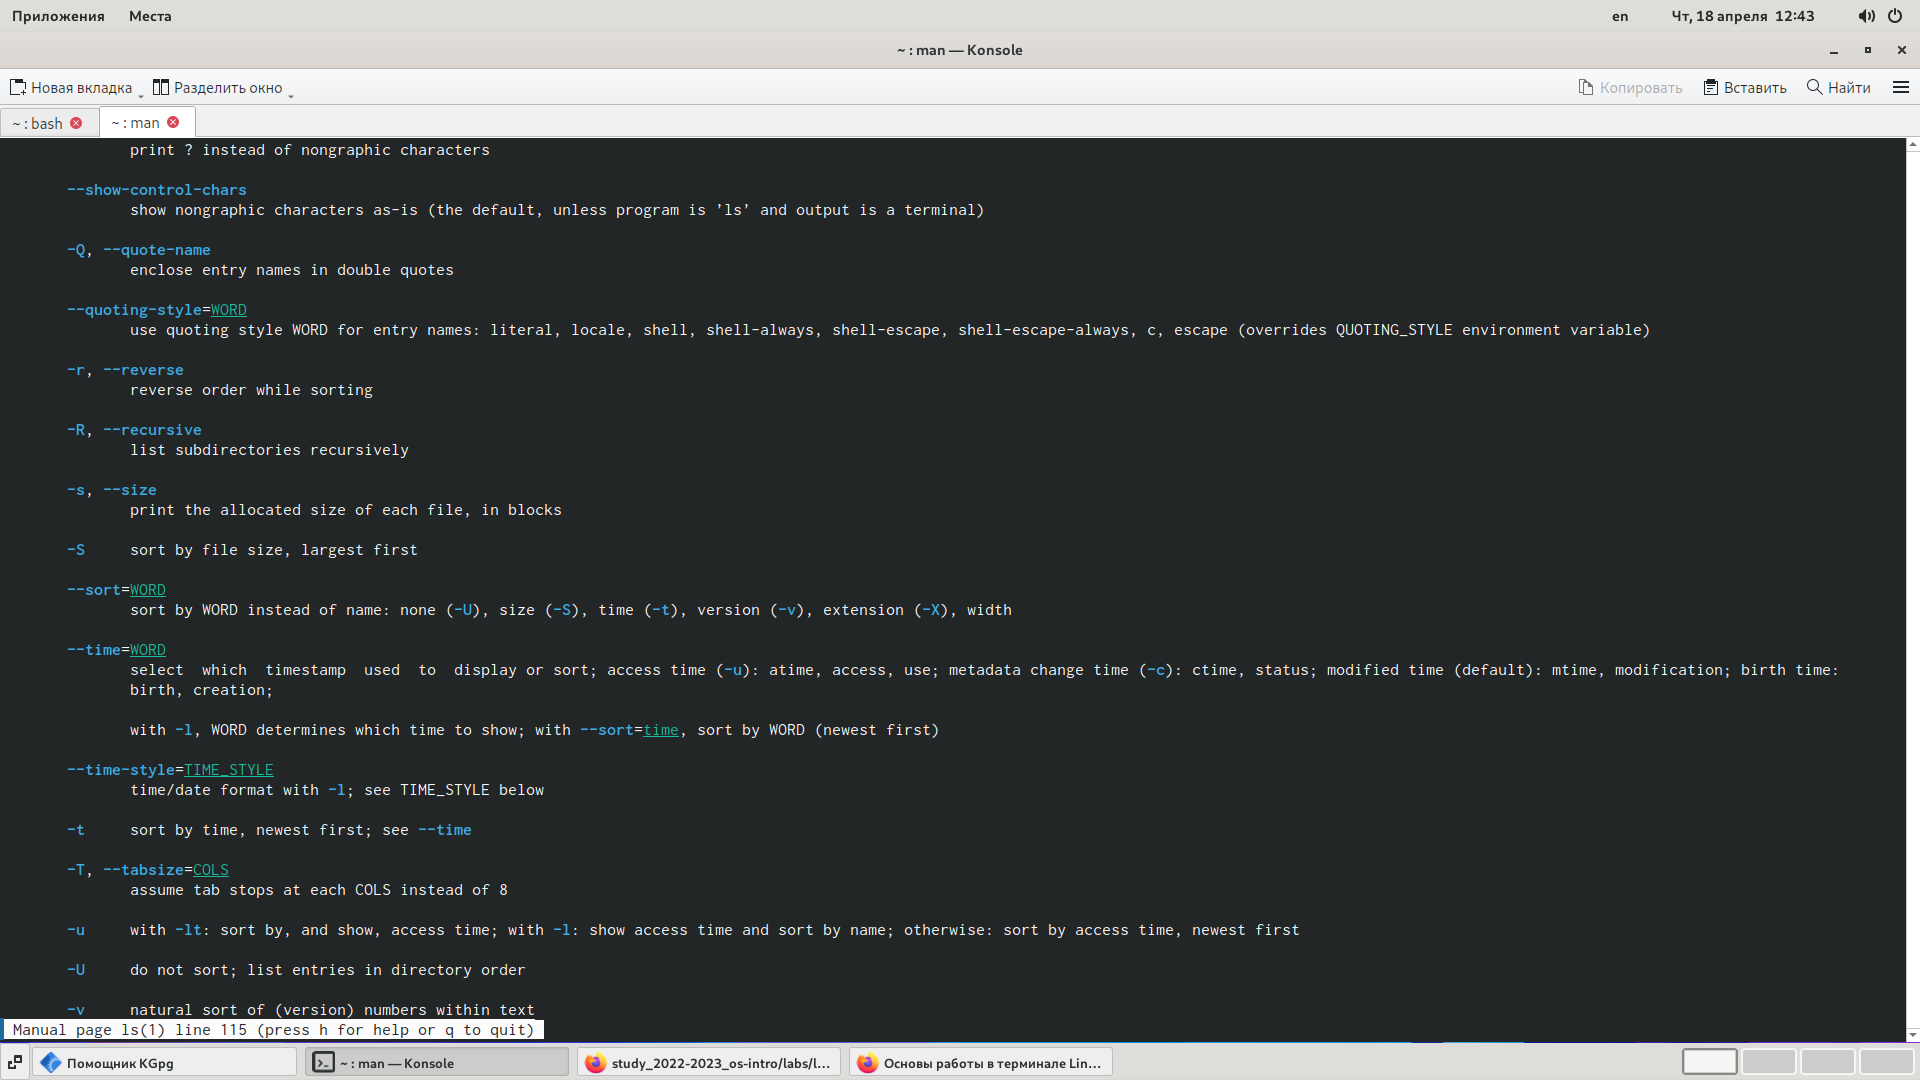 Приложения Места en Чт, 18 апреля 12:43
~ : man — Konsole
Новая вкладка Разделить окно Копировать Вставить Найти
~ : bash ~ : man
print ? instead of nongraphic characters
--show-control-chars
show nongraphic characters as-is (the default, unless program is ’ls’ and output is a terminal)
-Q, --quote-name
enclose entry names in double quotes
--quoting-style=WORD
use quoting style WORD for entry names: literal, locale, shell, shell-always, shell-escape, shell-escape-always, c, escape (overrides QUOTING_STYLE environment variable)
-r, --reverse
reverse order while sorting
-R, --recursive
list subdirectories recursively
-s, --size
print the allocated size of each file, in blocks
-S sort by file size, largest first
--sort=WORD
sort by WORD instead of name: none (-U), size (-S), time (-t), version (-v), extension (-X), width
--time=WORD
select which timestamp used to display or sort; access time (-u): atime, access, use; metadata change time (-c): ctime, status; modified time (default): mtime, modification; birth time:
birth, creation;
with -l, WORD determines which time to show; with --sort=time, sort by WORD (newest first)
--time-style=TIME_STYLE
time/date format with -l; see TIME_STYLE below
-t sort by time, newest first; see --time
-T, --tabsize=COLS
assume tab stops at each COLS instead of 8
-u with -lt: sort by, and show, access time; with -l: show access time and sort by name; otherwise: sort by access time, newest first
-U do not sort; list entries in directory order
-v natural sort of (version) numbers within text
Manual page ls(1) line 115 (press h for help or q to quit)
Помощник KGpg ~ : man — Konsole study_2022-2023_os-intro/labs/l... Основы работы в терминале Lin...